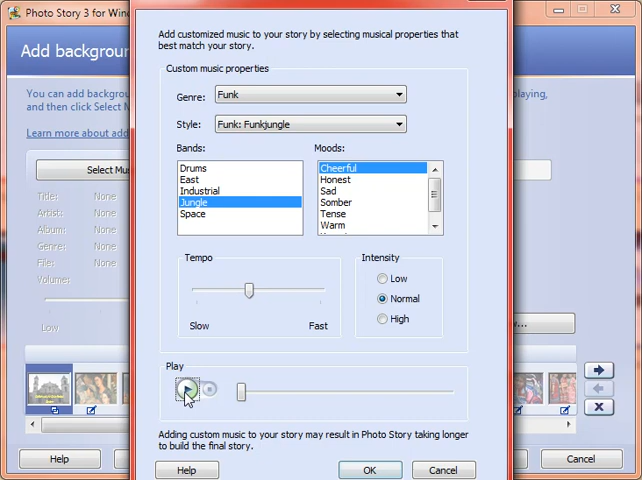 Photo Story 3 for Wind
Add customized music to your story by selecting musical properties that
best match your story.
Add backgrou
You can add backgrou
playing,
and then click Select M
Learn more about add
Custom music properties
Genre: Funk
Style: Funk: Funkjungle
Bands:
Moods:
Drums
East
Industrial
Jungle
Space
Cheerful
Honest
Sad
Somber
Tense
Warm
Select Mus
Title: None
Artist: None
Album: None
Genre: None
File: None
Volume:
Low
Tempo
Slow
Fast
Intensity
Low
Normal
High
...
Play
Adding custom music to your story may result in Photo Story taking longer
to build the final story.
Help
Help
OK
Cancel
Cancel